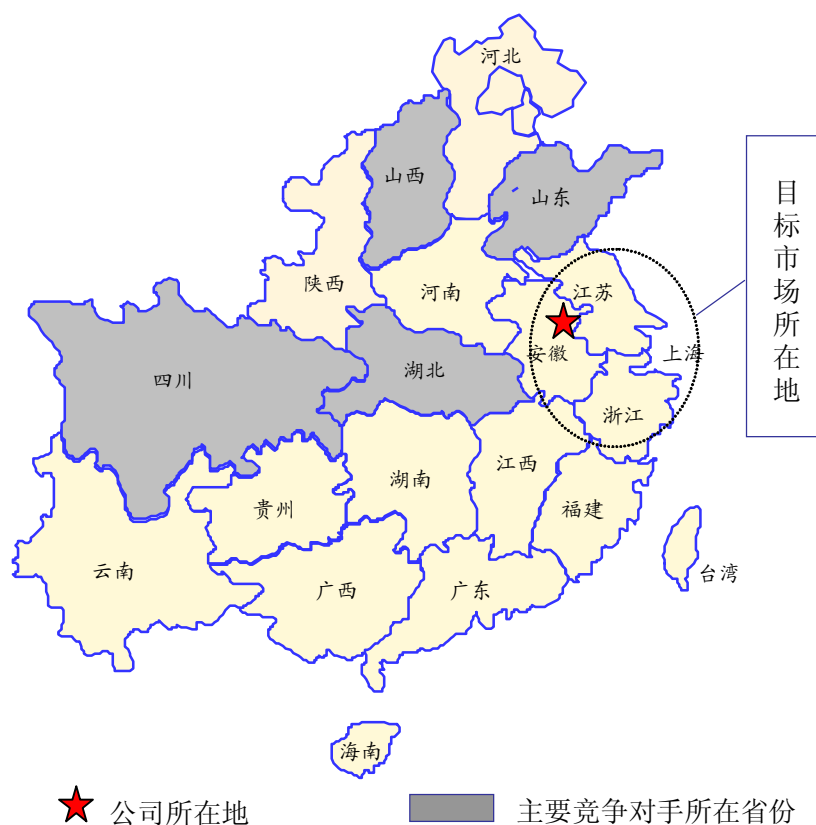 河北
山西
山东
目标市场所在地
陕西
河南
江苏
安徽
上海
四川
湖北
浙江
江西
湖南
贵州
福建
云南
广西
广东
台湾
海南
公司所在地
主要竞争对手所在省份